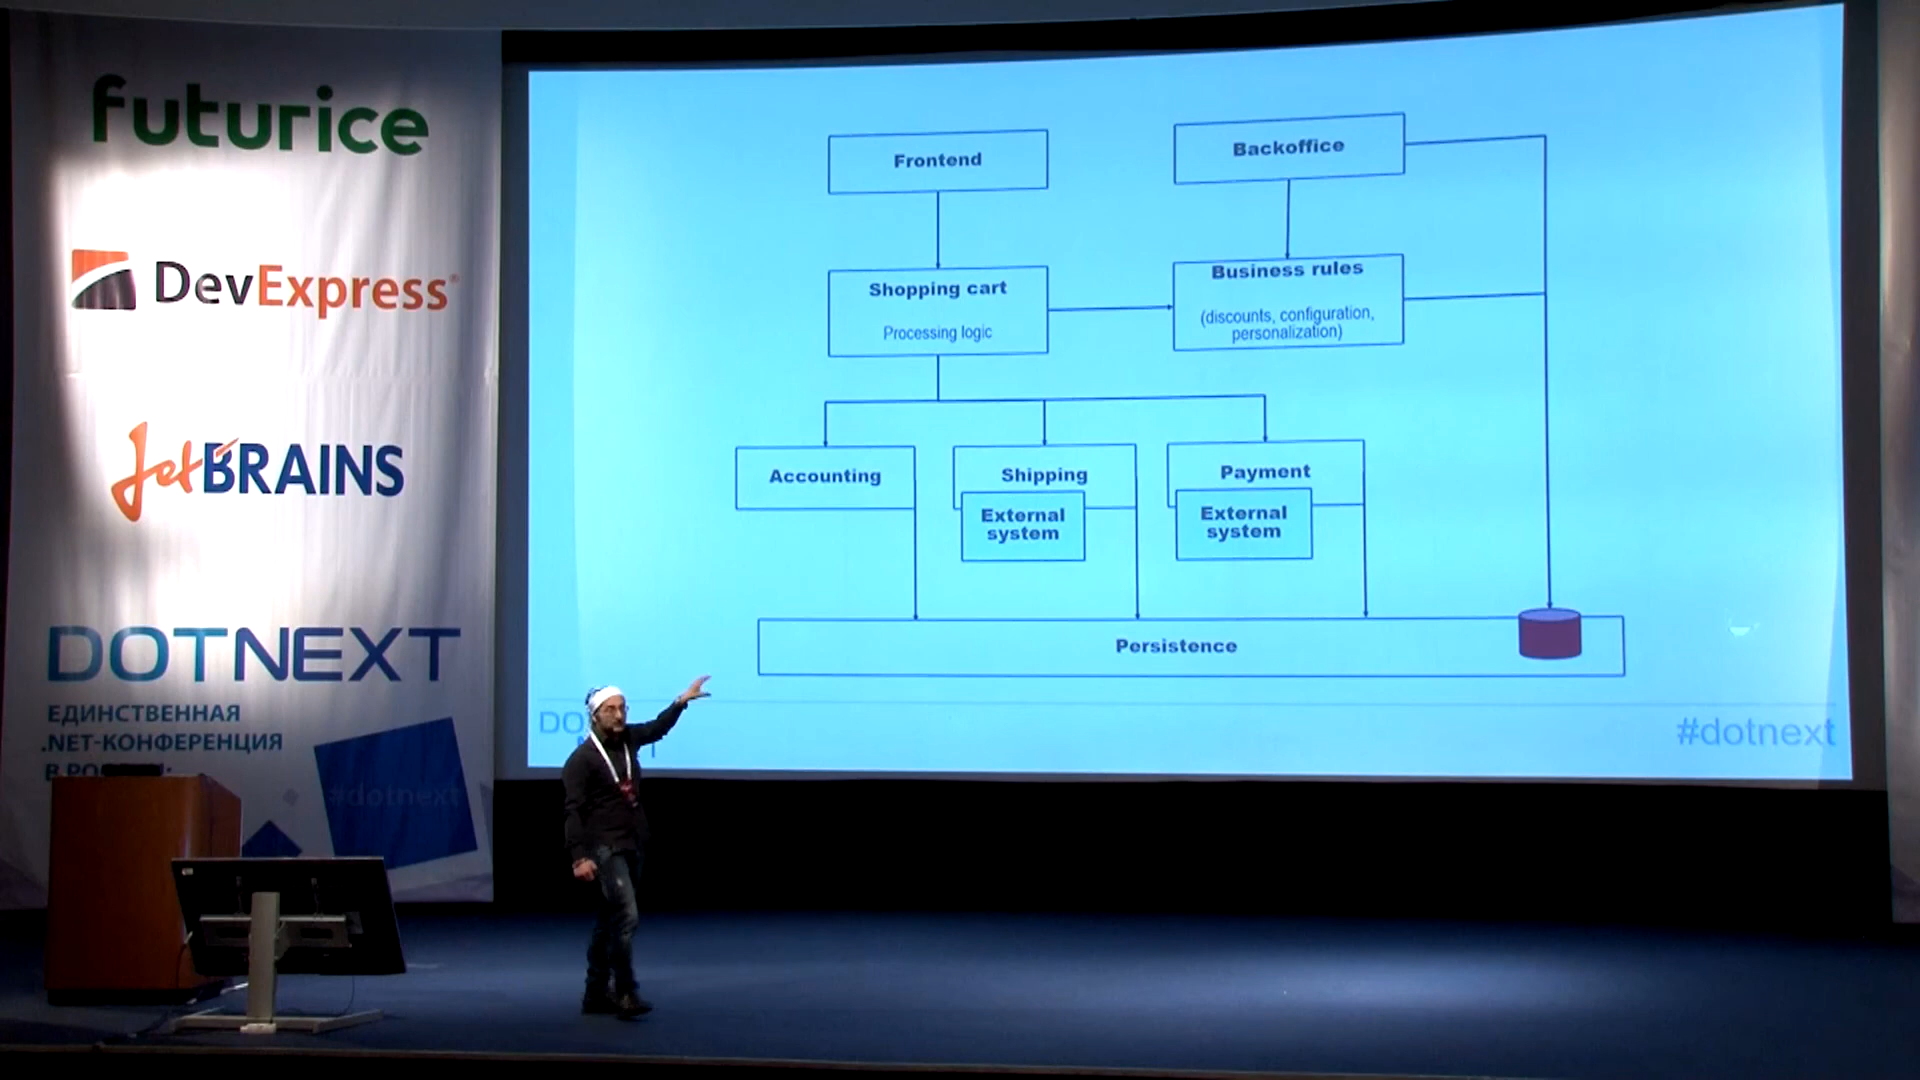 futurice
DevExpress
JetBRAINS
DOTNEXT
ЕДИНСТВЕННАЯ
.NET-КОНФЕРЕНЦИЯ
#dotnext
Frontend
Backoffice
Shopping cart
Processing logic
Business rules
(discounts, configuration,
personalization)
Accounting
Shipping
External
system
Payment
External
system
Persistence
#dotnext